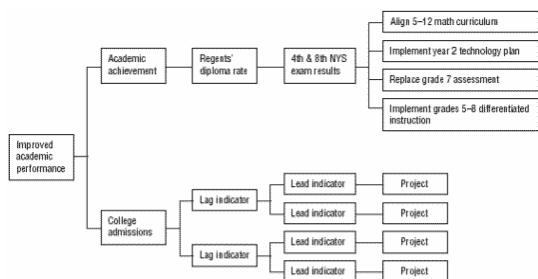 Align 5–12 math curriculum
Academic
achievement
Regents'
diploma rate
4th & 8th NYS
exam results
Implement year 2 technology plan
Replace grade 7 assessment
Implement grades 5–8 differentiated
instruction
Improved
academic
performance
College
admissions
Lag indicator
Lead indicator
Project
Lead indicator
Project
Lag indicator
Lead indicator
Project
Lead indicator
Project